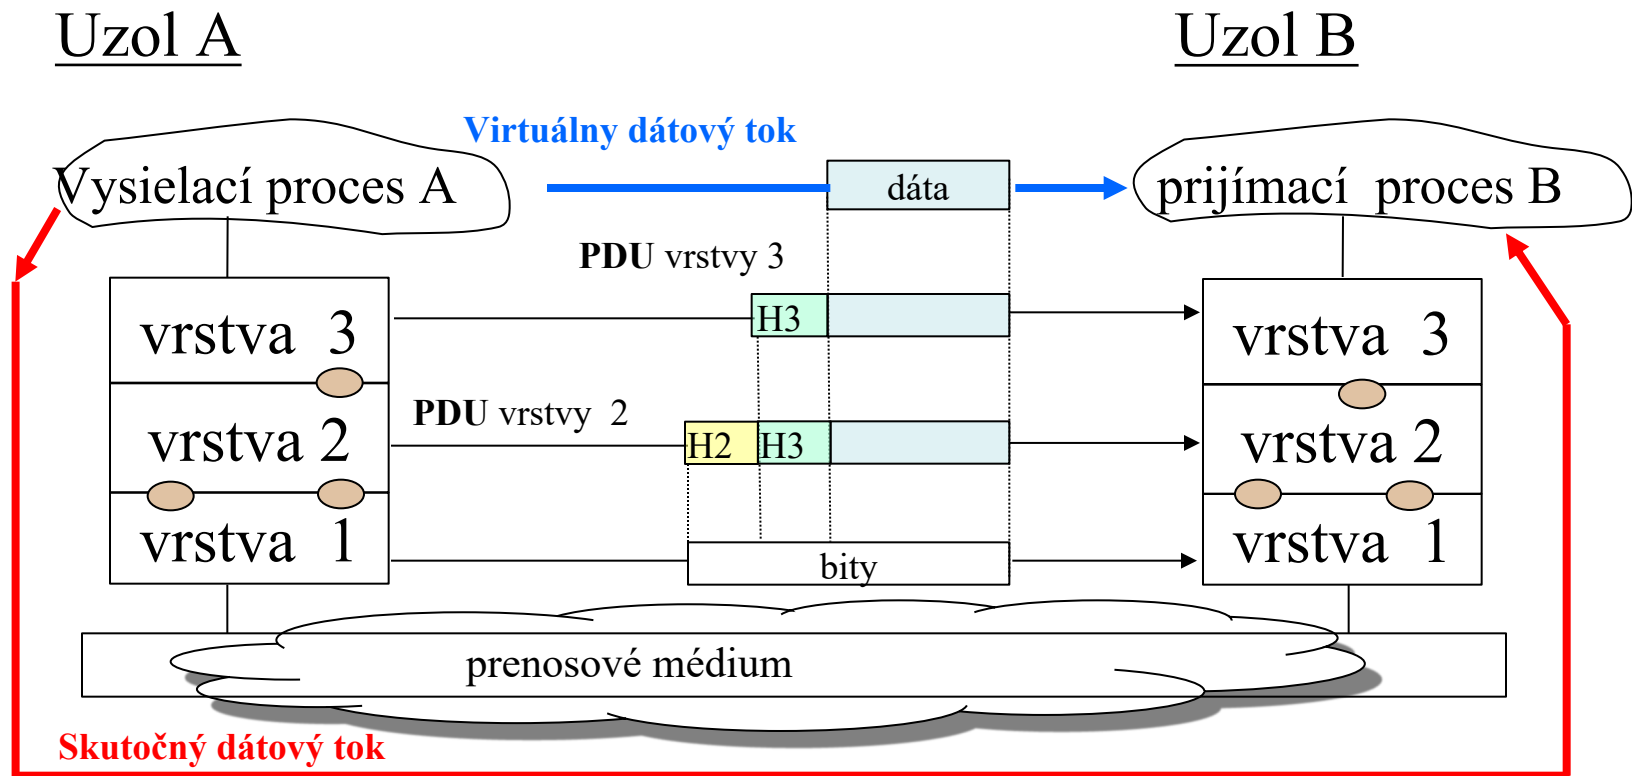 Uzol A
Uzol B
Virtuálny dátový tok
Vysielací proces A
dáta
prijímací proces B
PDU vrstvy 3
vrstva 3
H3
vrstva 3
PDU vrstvy 2
vrstva 2
H2
H3
vrstva 2
vrstva 1
bity
vrstva 1
prenosové médium
Skutočný dátový tok